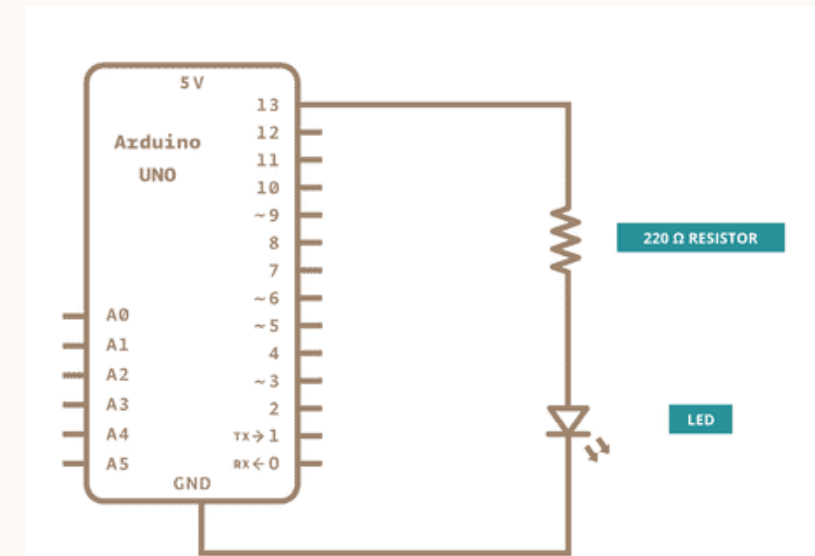 5V
13
Arduino
UNO
12
11
10
~9
8
7
~6
~5
4
~3
2
TX→1
RX←0
A0
A1
A2
A3
A4
A5
GND
220 Ω RESISTOR
LED